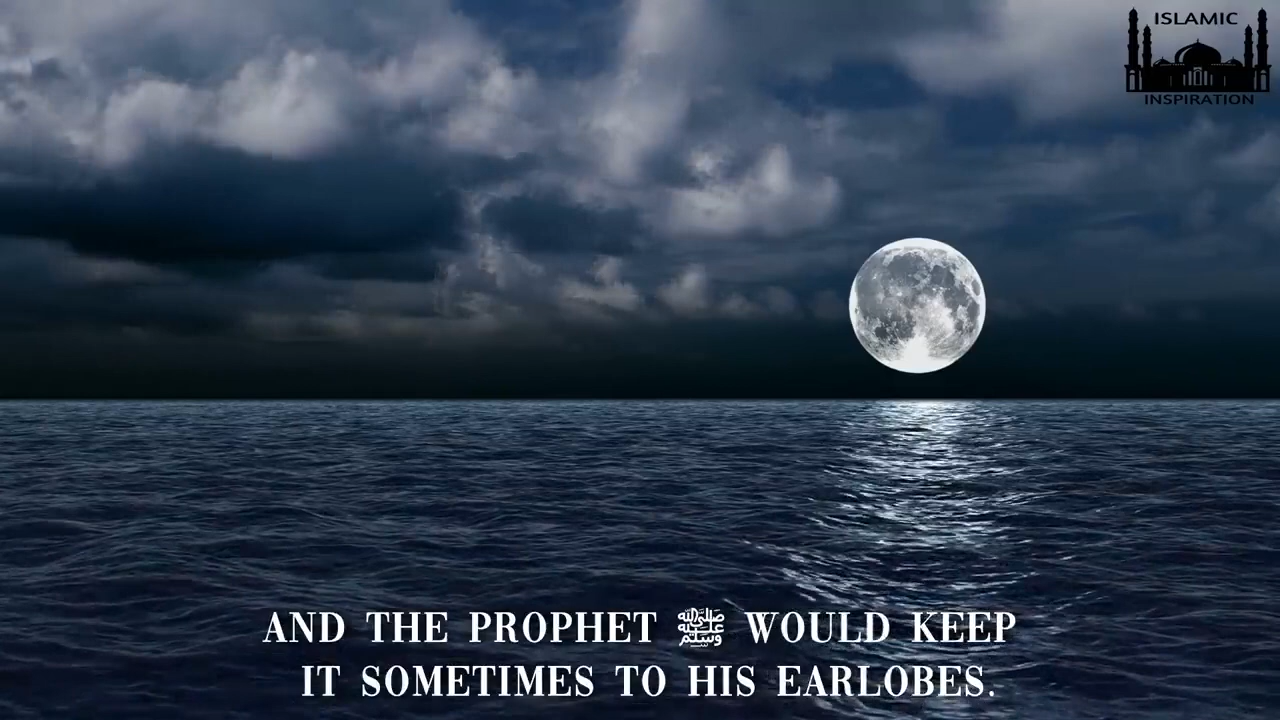 ISLAMIC
INSPIRATION
AND THE PROPHET ﷺ WOULD KEEP
IT SOMETIMES TO HIS EARLOBES.